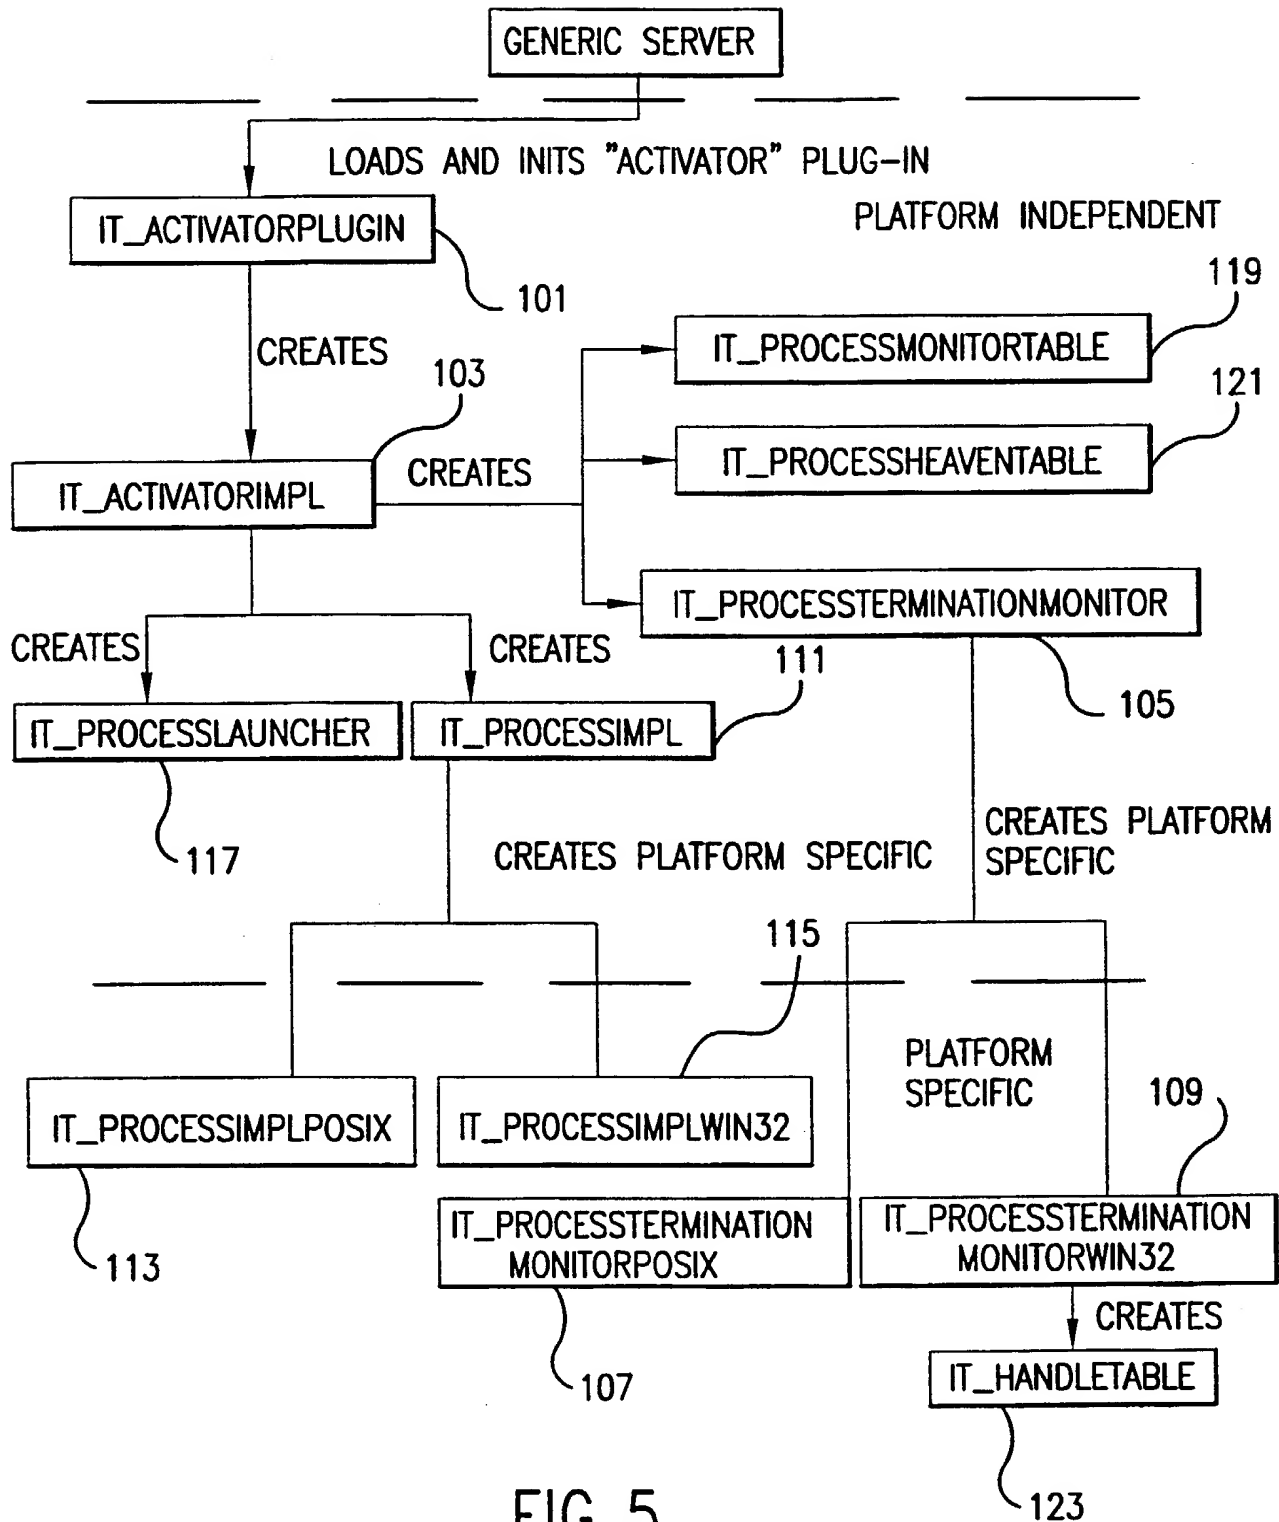 GENERIC SERVER
LOADS AND INITS "ACTIVATOR" PLUG-IN
IT_ACTIVATORPLUGIN
PLATFORM INDEPENDENT
101
119
CREATES
IT_PROCESSMONITORTABLE
103
121
CREATES
IT_PROCESSHEAVENTABLE
IT_ACTIVATORIMPL
IT_PROCESSTERMINATIONMONITOR
CREATES
CREATES
111
105
IT_PROCESSLAUNCHER
IT_PROCESSIMPL
117
CREATES PLATFORM SPECIFIC
CREATES PLATFORM
SPECIFIC
115
PLATFORM
SPECIFIC
109
IT_PROCESSIMPLPOSIX
IT_PROCESSIMPLWIN32
113
IT_PROCESSTERMINATION
MONITORPOSIX
IT_PROCESSTERMINATION
MONITORWIN32
CREATES
107
IT_HANDLETABLE
123
FIG. 5